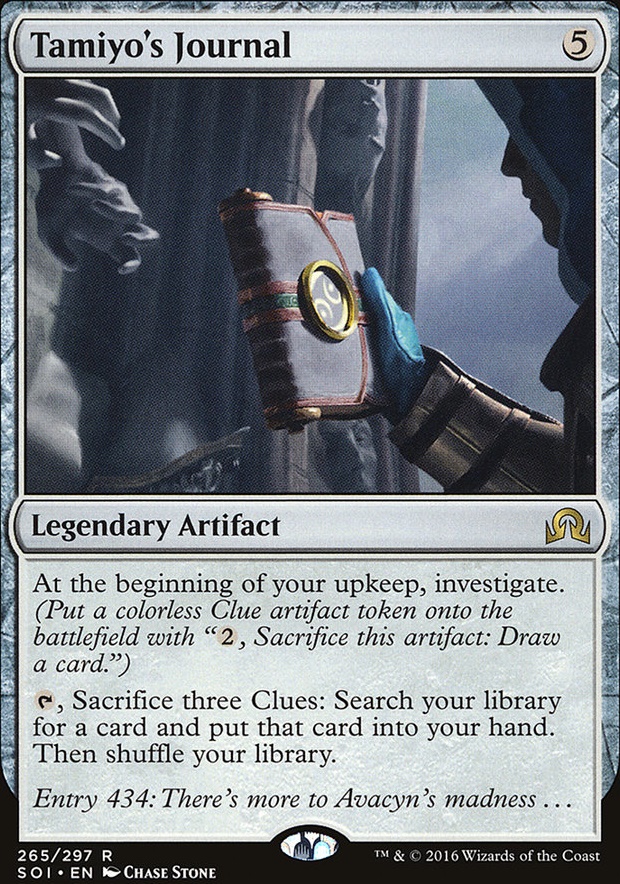 Tamiyo's Journal
5
Legendary Artifact
At the beginning of your upkeep, investigate.
(Put a colorless Clue artifact token onto the
battlefield with “2, Sacrifice this artifact: Draw
a card.”)
, Sacrifice three Clues: Search your library
for a card and put that card into your hand.
Then shuffle your library.
Entry 434: There's more to Avacyn's madness . . .
265/297 R
SOI • EN Chase Stone
™ & © 2016 Wizards of the Coast